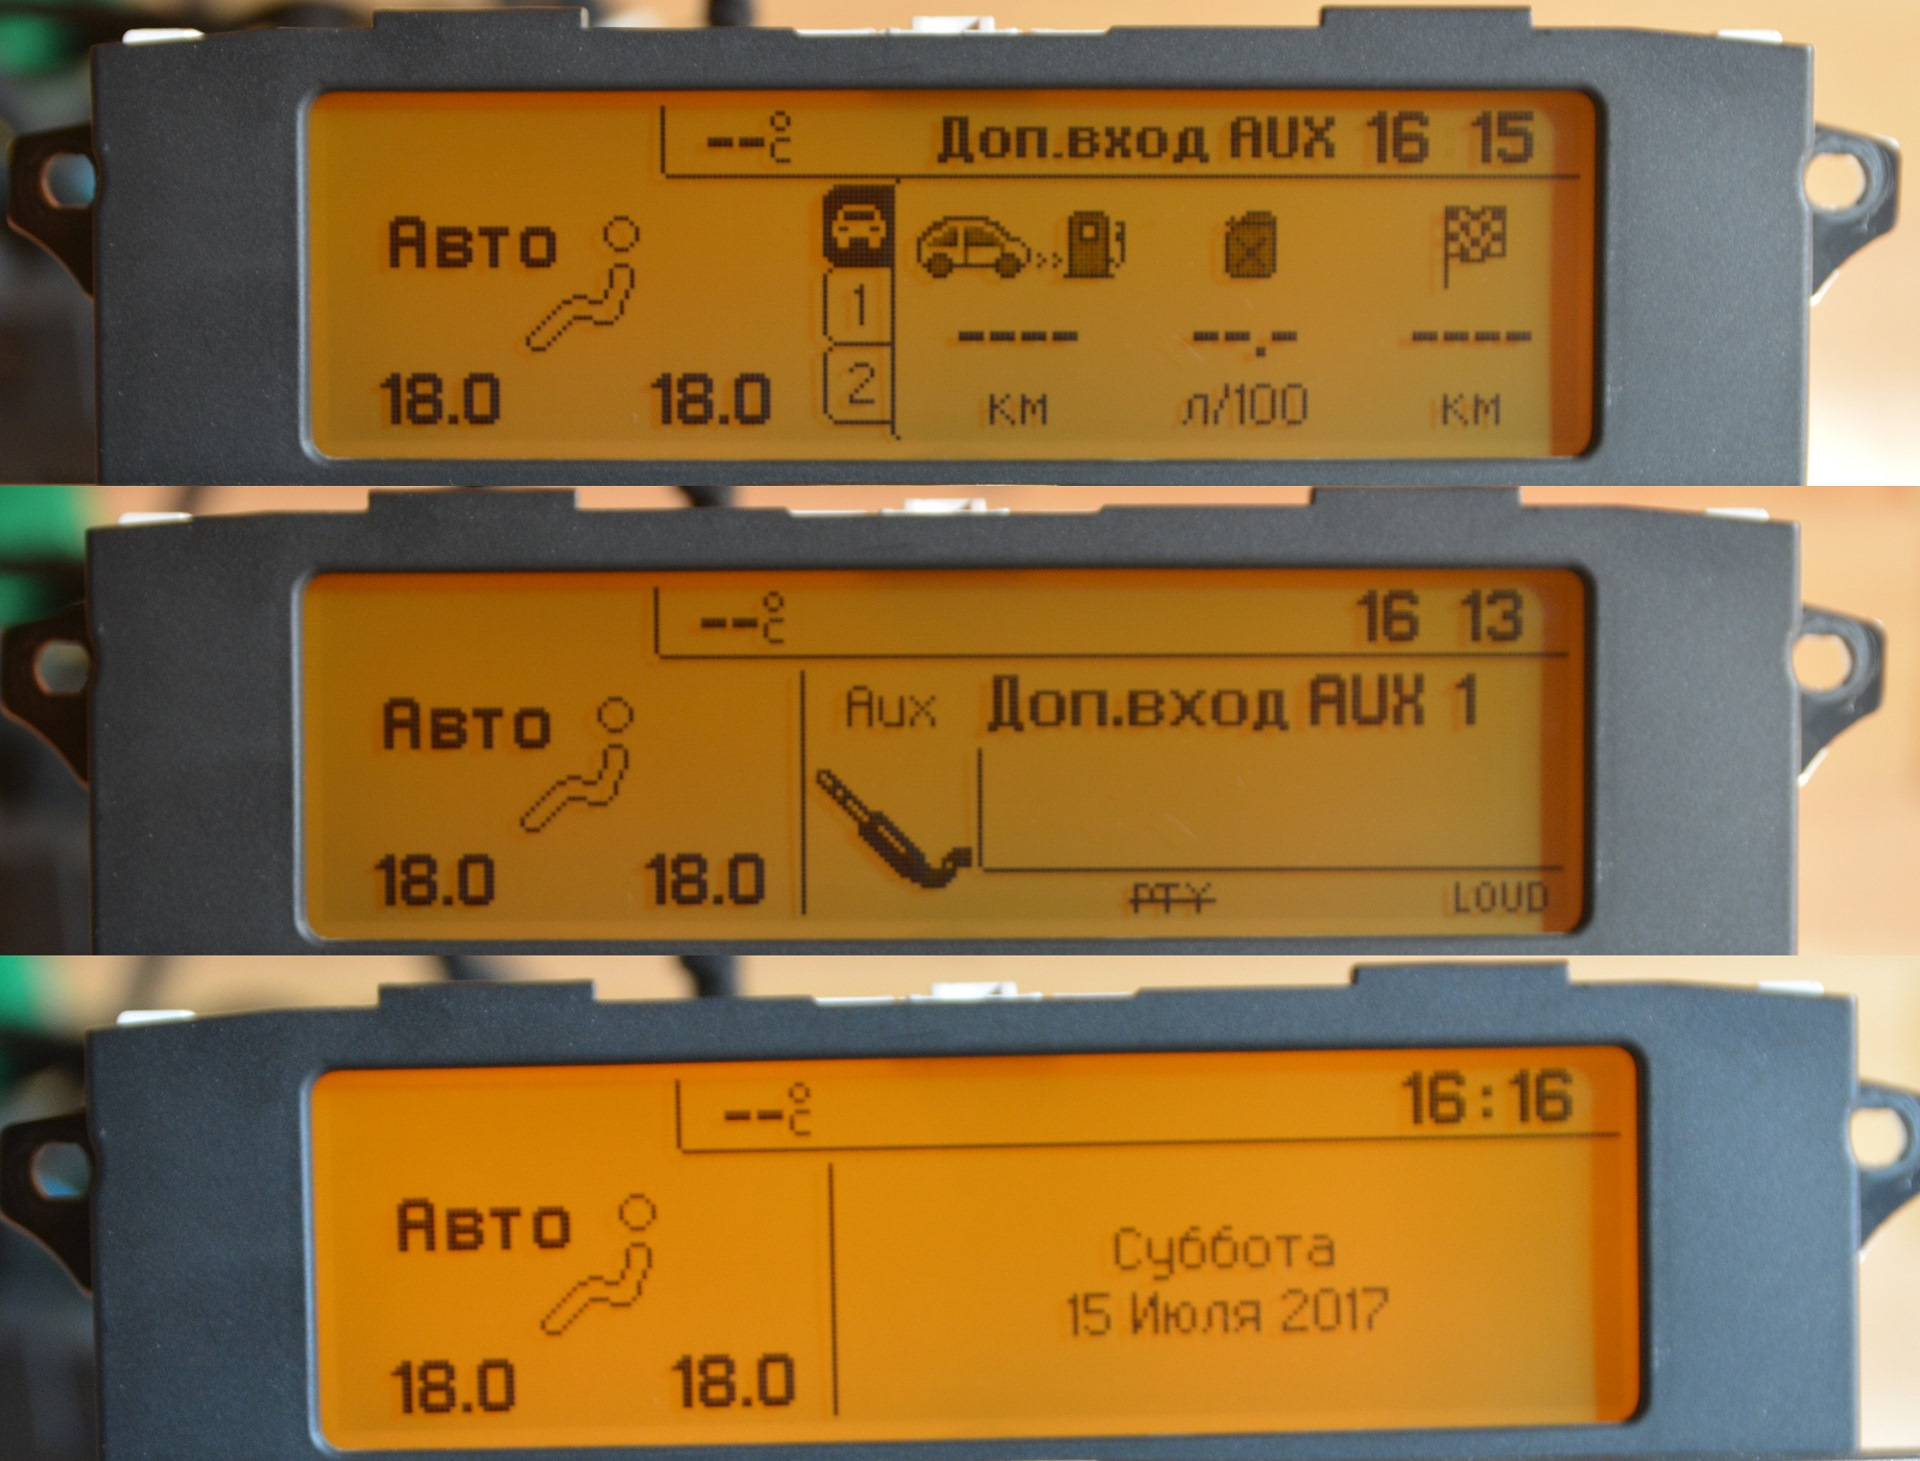 --°C Доп.вход AUX 16 15
Авто
1
---- --.- ----
18.0 18.0 2 км л/100 км
--°C 16 13
Aux Доп.вход AUX 1
Авто
18.0 18.0
PTY LOUD
--°C 16:16
Авто
Суббота
15 Июля 2017
18.0 18.0